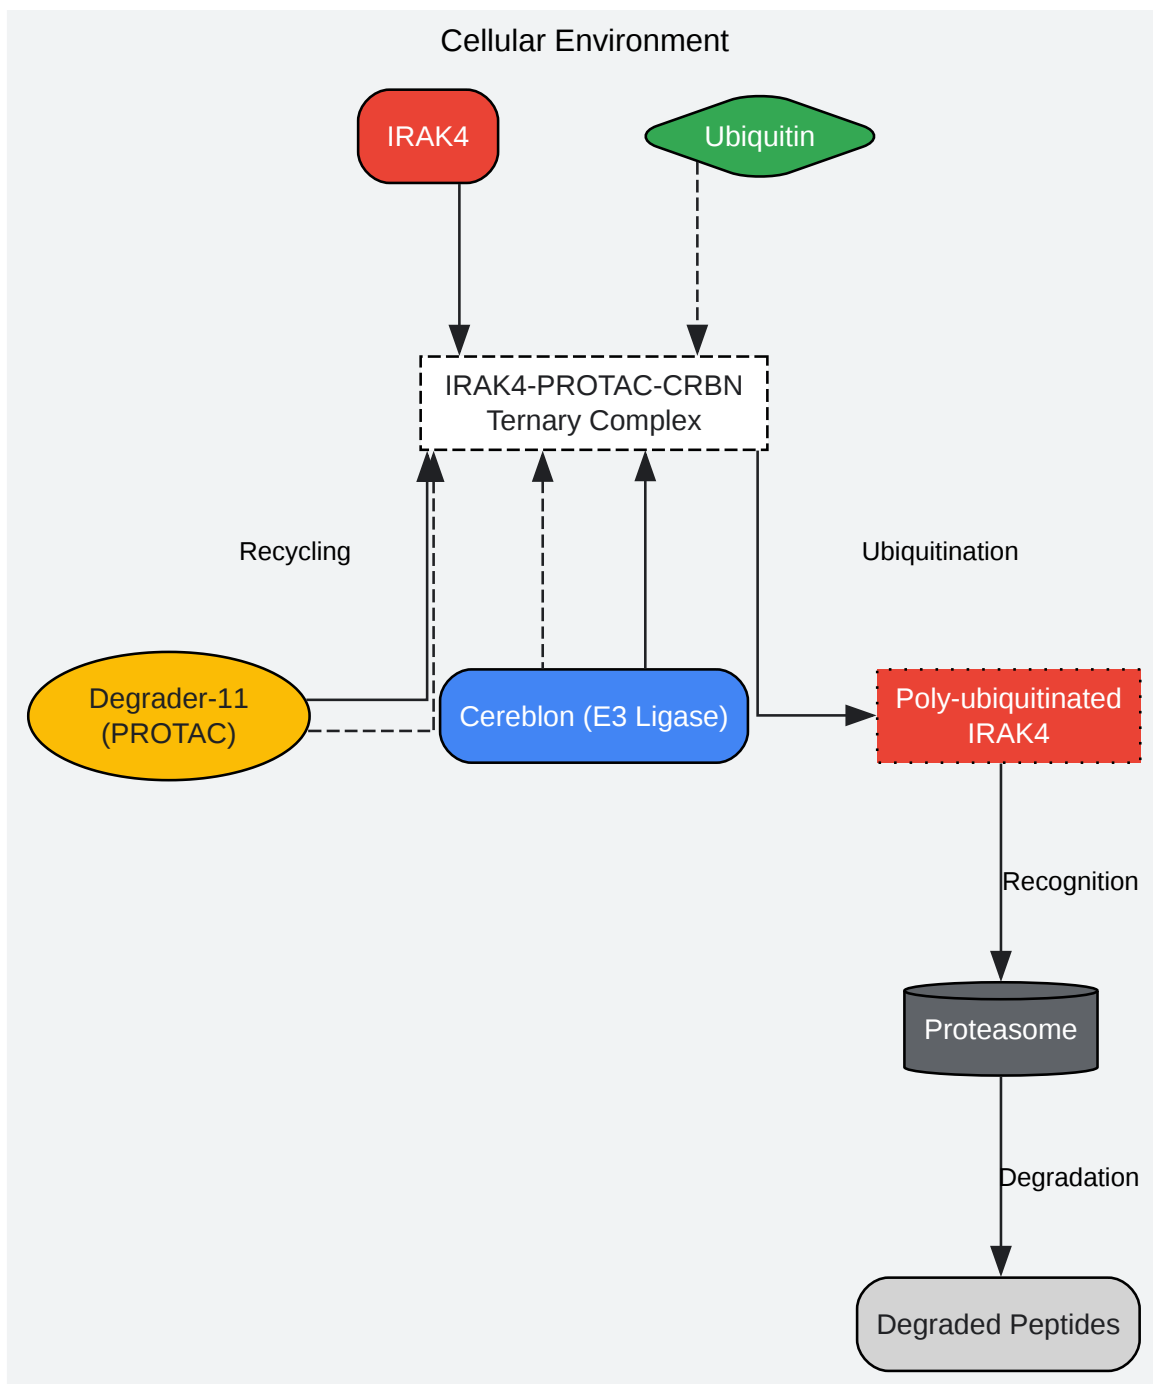 Cellular Environment
IRAK4
Ubiquitin
IRAK4-PROTAC-CRBN
Ternary Complex
Recycling
Ubiquitination
Degrader-11
(PROTAC)
Cereblon (E3 Ligase)
Poly-ubiquitinated
IRAK4
Recognition
Proteasome
Degradation
Degraded Peptides